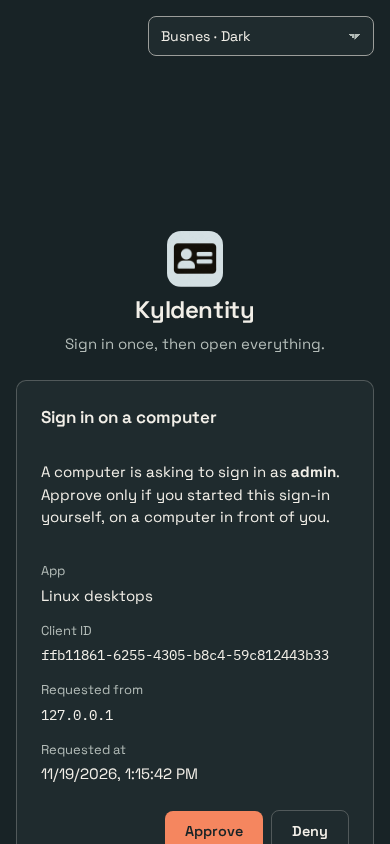 Busnes · Dark
KyIdentity
Sign in once, then open everything.
Sign in on a computer
A computer is asking to sign in as admin.
Approve only if you started this sign-in
yourself, on a computer in front of you.
App
Linux desktops
Client ID
ffb11861-6255-4305-b8c4-59c812443b33
Requested from
127.0.0.1
Requested at
11/19/2026, 1:15:42 PM
Approve Deny